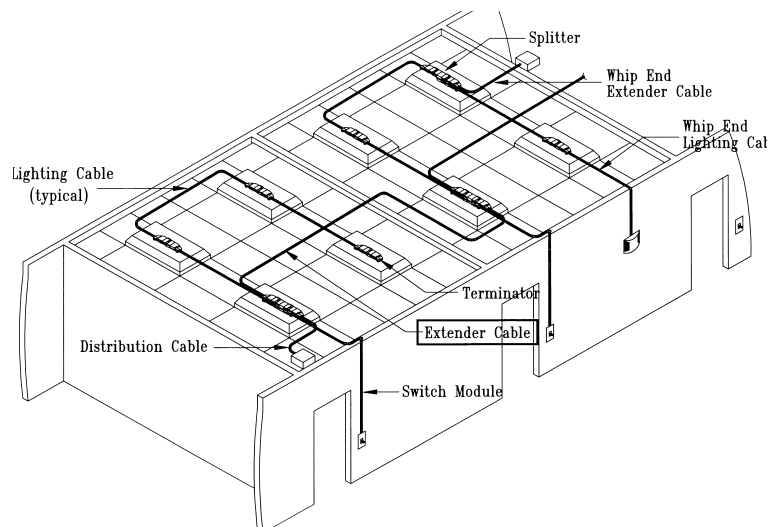 Splitter
Whip End
Extender Cable
Whip End
Lighting Cab
Lighting Cable
(typical)
Terminator
Extender Cable
Distribution Cable
Switch Module